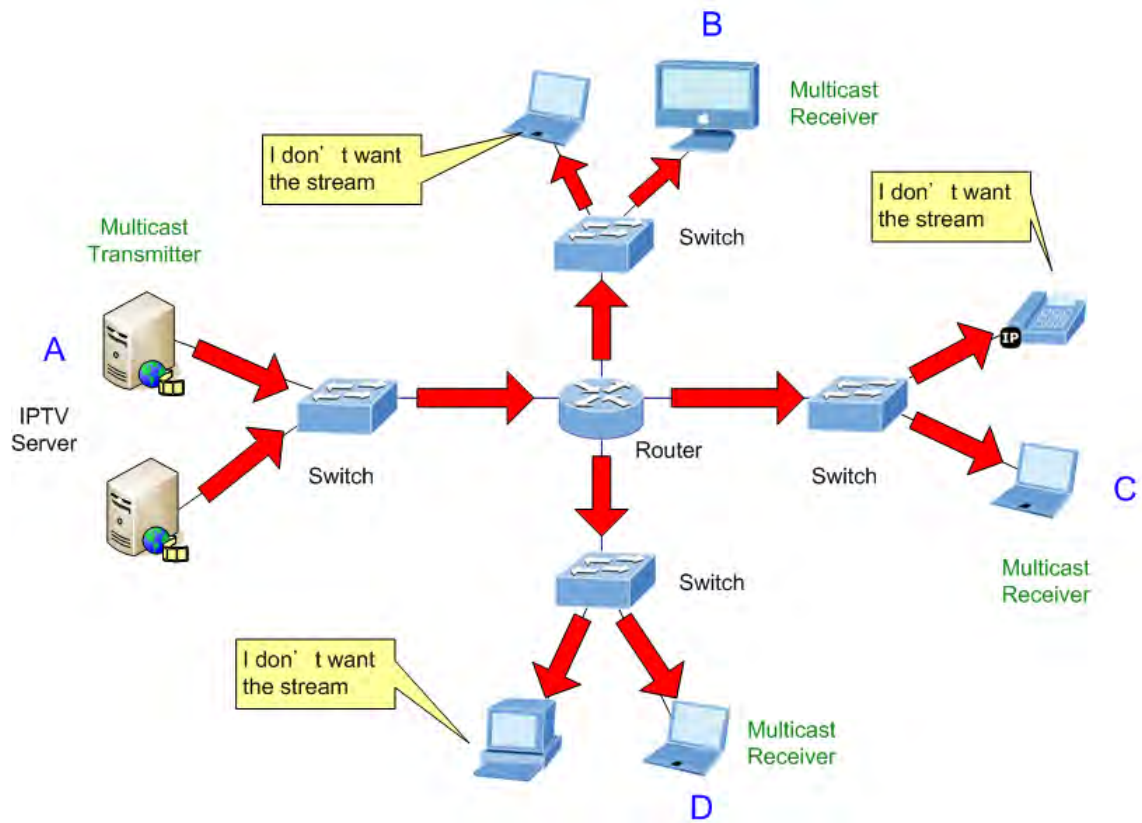 B
Multicast
Receiver
I don' t want
the stream
I don' t want
the stream
Switch
Multicast
Transmitter
A
IP
IPTV
Server
Switch
Router
Switch
C
Switch
Multicast
Receiver
I don' t want
the stream
Multicast
Receiver
D